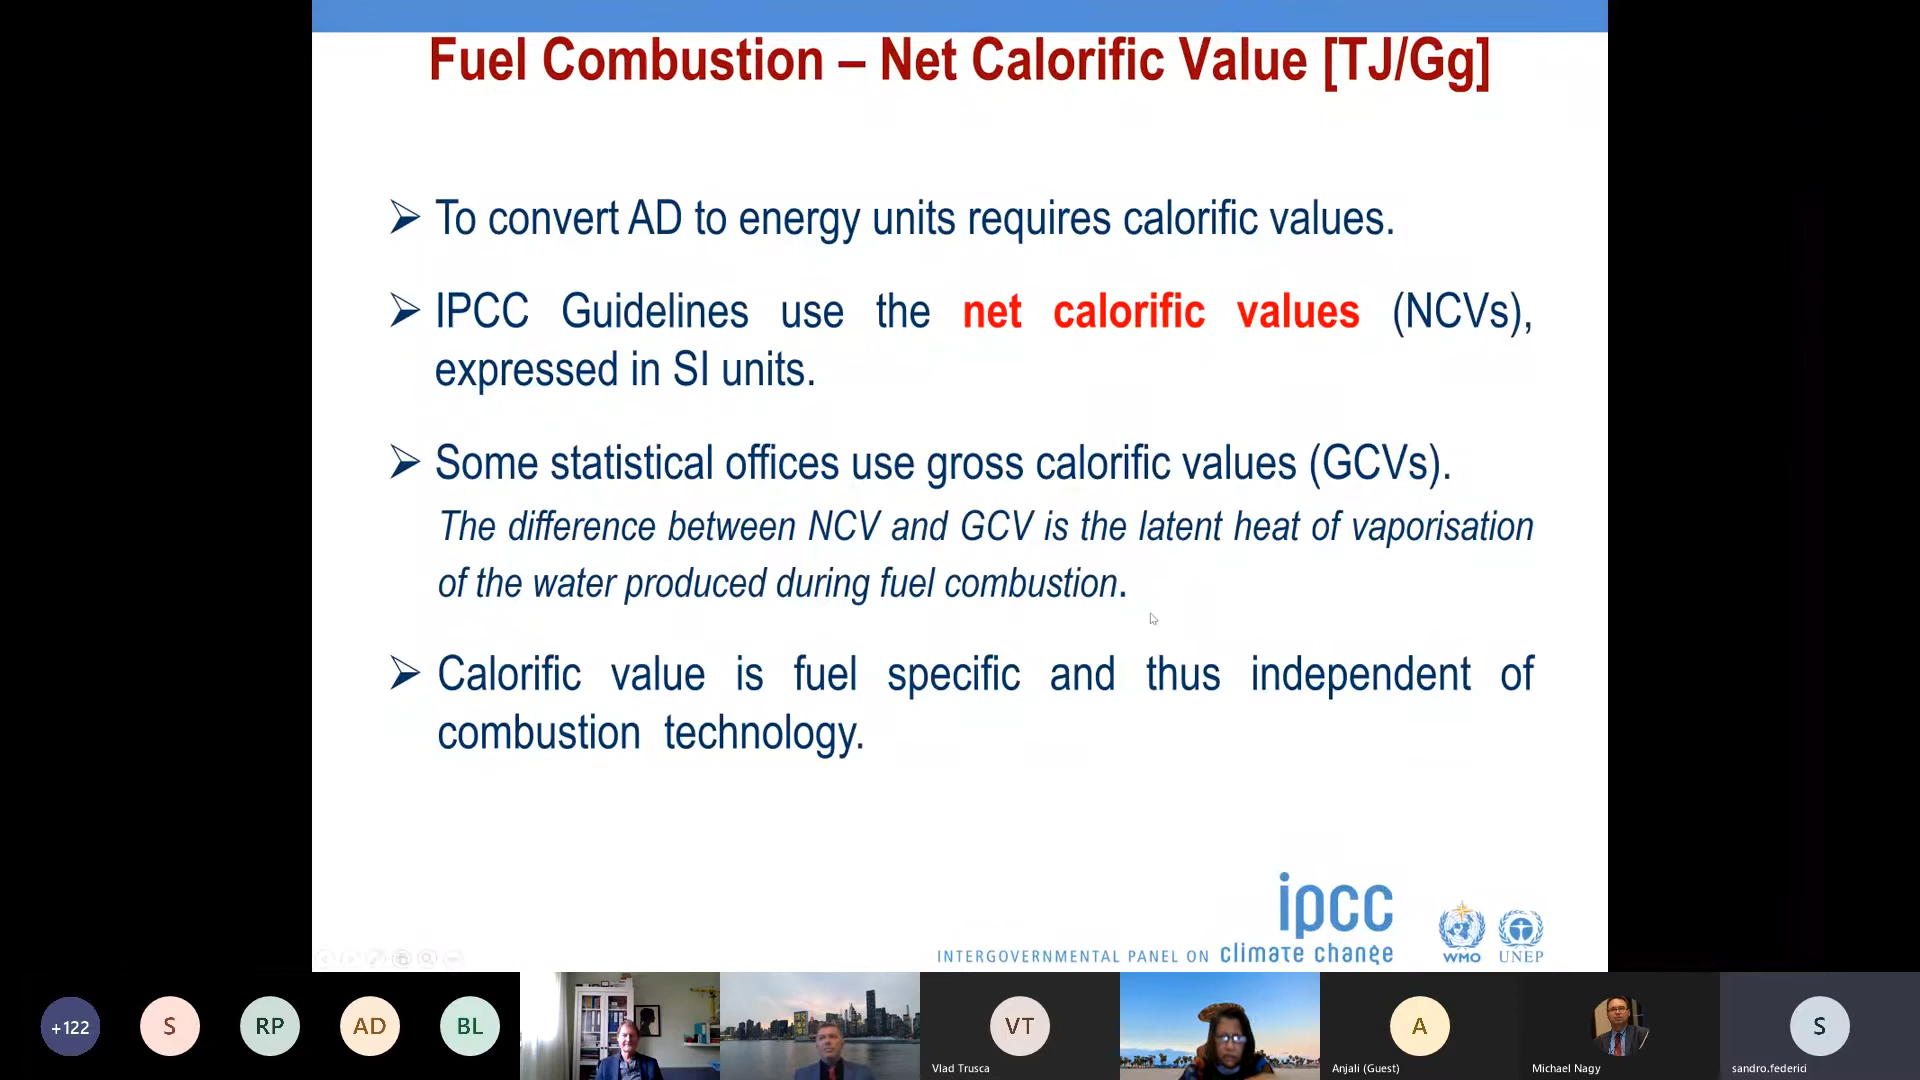 Fuel Combustion – Net Calorific Value [TJ/Gg]
To convert AD to energy units requires calorific values.
IPCC Guidelines use the net calorific values (NCVs),
expressed in SI units.
Some statistical offices use gross calorific values (GCVs).
The difference between NCV and GCV is the latent heat of vaporisation
of the water produced during fuel combustion.
Calorific value is fuel specific and thus independent of
combustion technology.
ipcc
INTERGOVERNMENTAL PANEL ON climate change
WMO
UNEP
+122
S
RP
AD
BL
VT
Vlad Trusca
A
Anjali (Guest)
Michael Nagy
S
sandro.federici